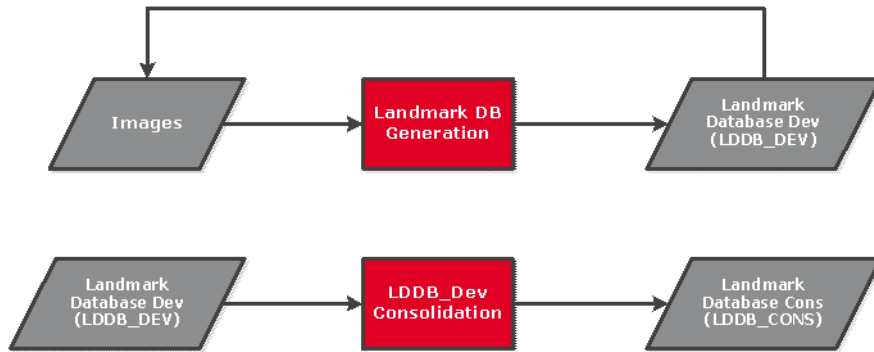 Images
Landmark DB
Generation
Landmark
Database Dev
(LDDB_DEV)
Landmark
Database Dev
(LDDB_DEV)
LDDB_Dev
Consolidation
Landmark
Database Cons
(LDDB_CONS)